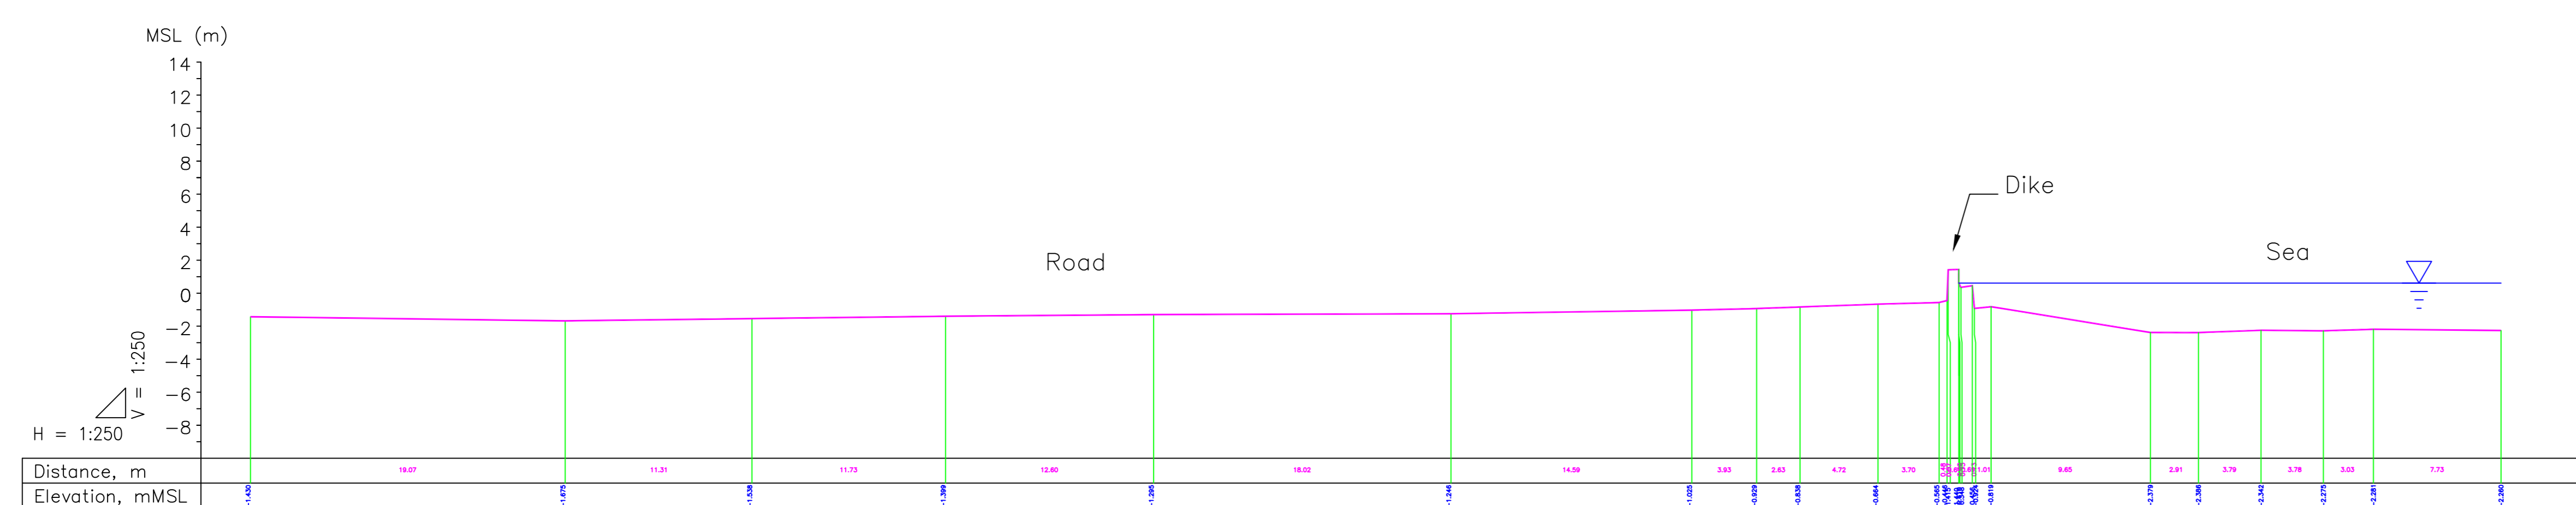 MSL (m)
14
12
10
8
6
4
2
0
-2
-4
-6
-8
V = 1:250
H = 1:250
Road
Dike
Sea
Distance, m 19.07 11.31 11.73 12.60 18.02 14.59 3.93 2.63 4.72 3.70 0.48 1.01 9.65 2.91 3.79 3.78 3.03 7.73
Elevation, mMSL -1.430 -1.675 -1.538 -1.399 -1.295 -1.246 -1.025 -0.929 -0.838 -0.664 -0.565 -0.819 -2.379 -2.386 -2.342 -2.275 -2.281 -2.260